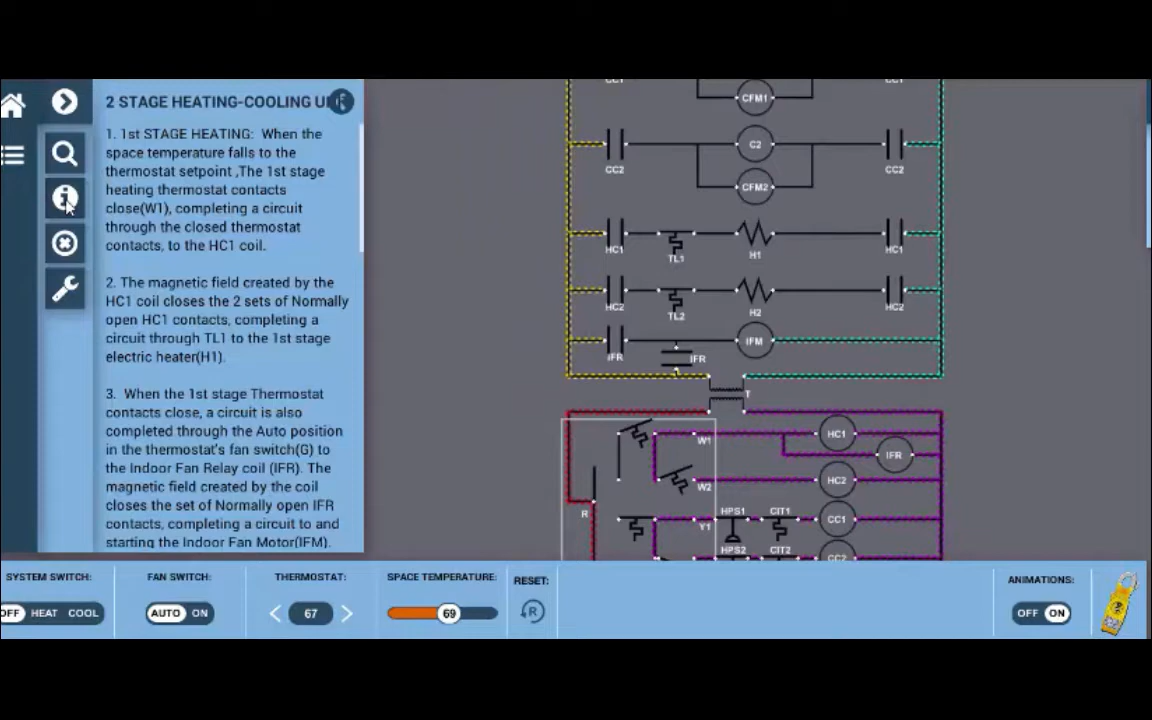 2 STAGE HEATING-COOLING U
1. 1st STAGE HEATING: When the
space temperature falls to the
thermostat setpoint ,The 1st stage
heating thermostat contacts
close(W1), completing a circuit
through the closed thermostat
contacts, to the HC1 coil.
2. The magnetic field created by the
HC1 coil closes the 2 sets of Normally
open HC1 contacts, completing a
circuit through TL1 to the 1st stage
electric heater(H1).
3. When the 1st stage Thermostat
contacts close, a circuit is also
completed through the Auto position
in the thermostat's fan switch(G) to
the Indoor Fan Relay coil (IFR). The
magnetic field created by the coil
closes the set of Normally open IFR
contacts, completing a circuit to and
starting the Indoor Fan Motor(IFM).
CC1 CFM1 CC1
C2
CC2 CC2
CFM2
HC1 TL1 H1 HC1
HC2 TL2 H2 HC2
IFR IFR IFM
T
W1 HC1
IFR
W2 HC2
R
HPS1 CIT1
Y1 CC1
HPS2 CIT2
CC2
SYSTEM SWITCH: FAN SWITCH: THERMOSTAT: SPACE TEMPERATURE: RESET: ANIMATIONS:
OFF HEAT COOL AUTO ON 67 69 R OFF ON